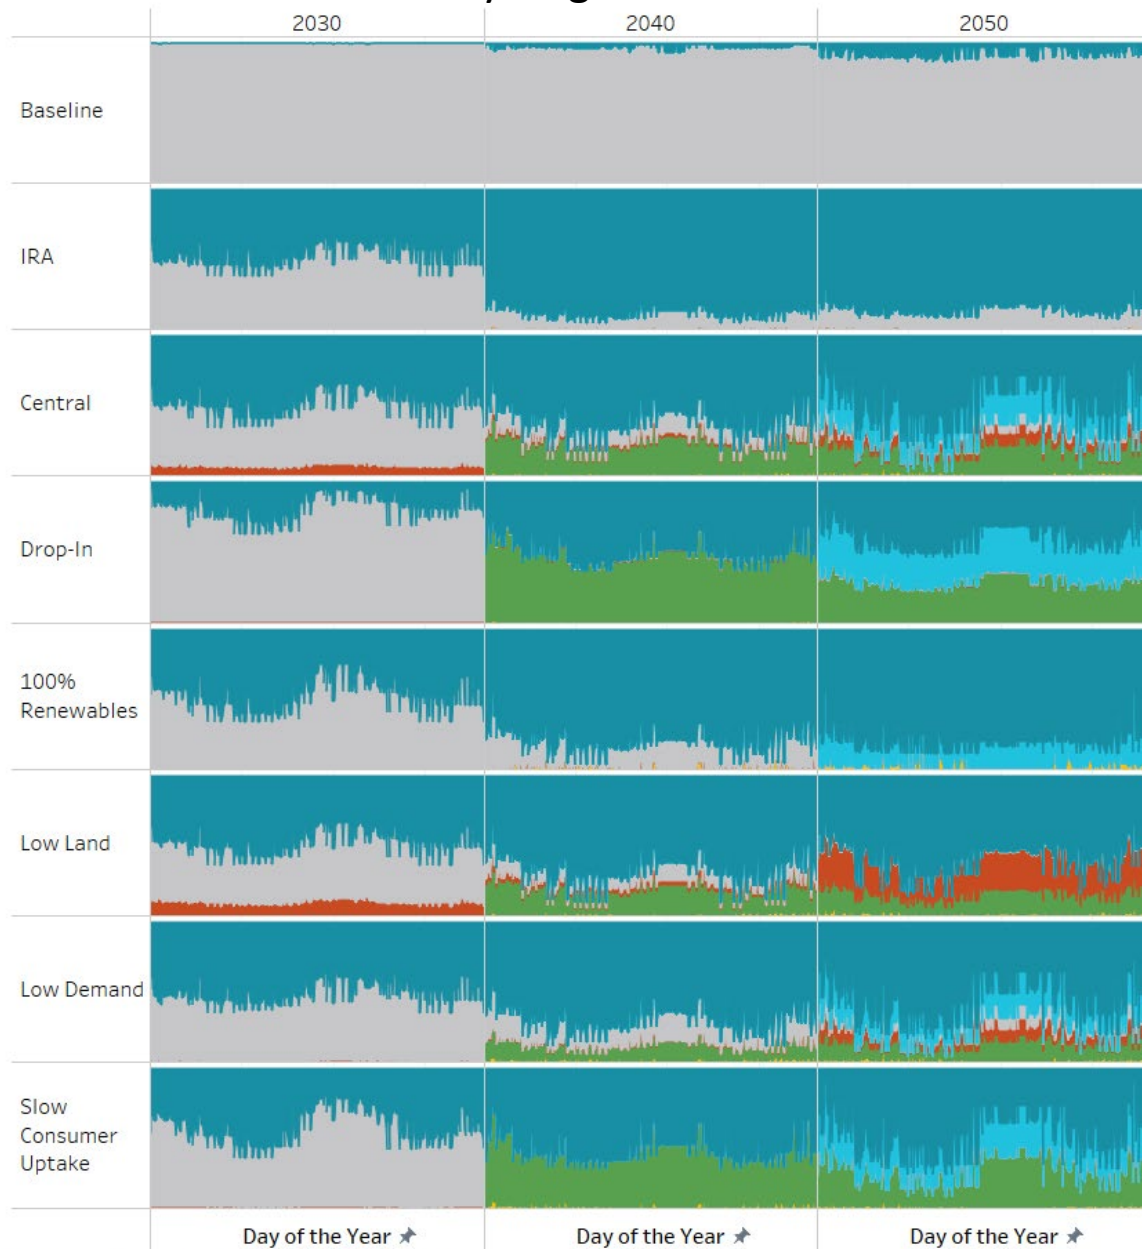 2030 2040 2050
Baseline
IRA
Central
Drop-In
100%
Renewables
Low Land
Low Demand
Slow
Consumer
Uptake
Day of the Year Day of the Year Day of the Year